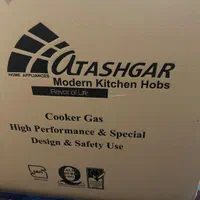 ATASHGAR
HOME APPLIANCES
Modern Kitchen Hobs
Flavor of Life
Cooker Gas
High Performance & Special
Design & Safety Use